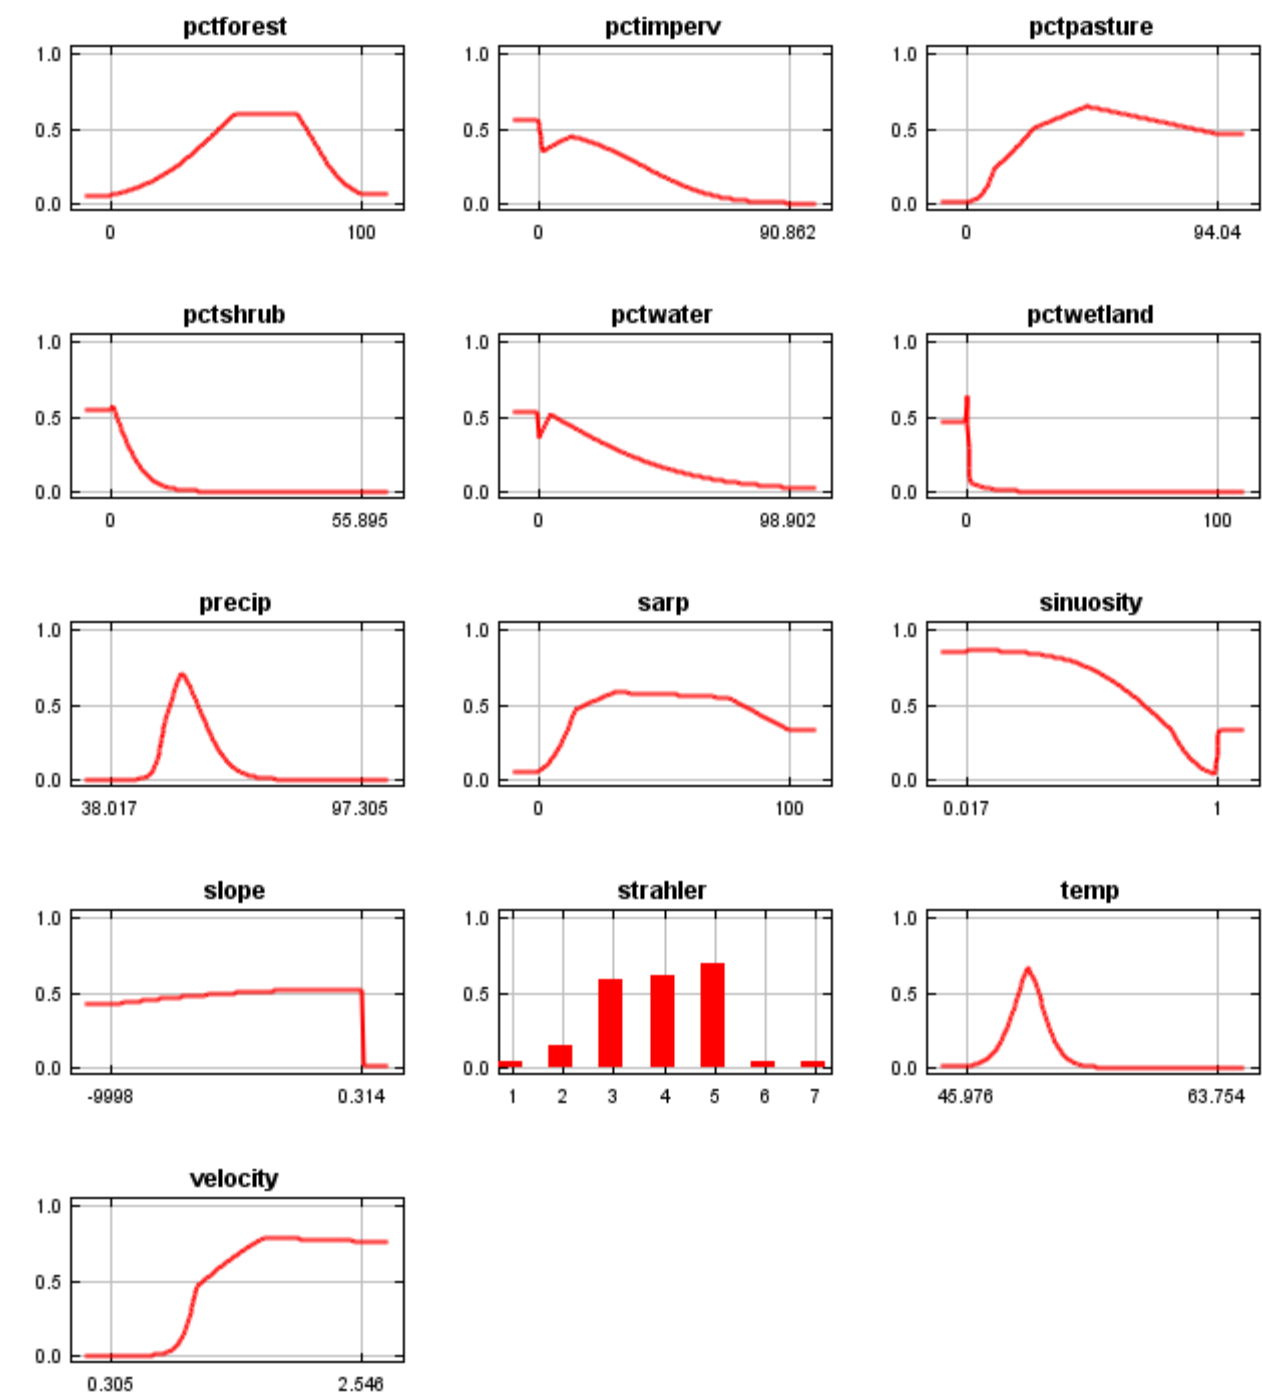 pctforest pctimperv pctpasture
1.0 1.0 1.0
0.5 0.5 0.5
0.0 0.0 0.0
0 100 0 90.862 0 94.04
pctshrub pctwater pctwetland
1.0 1.0 1.0
0.5 0.5 0.5
0.0 0.0 0.0
0 55.895 0 98.902 0 100
precip sarp sinuosity
1.0 1.0 1.0
0.5 0.5 0.5
0.0 0.0 0.0
38.017 97.305 0 100 0.017 1
slope strahler temp
1.0 1.0 1.0
0.5 0.5 0.5
0.0 0.0 0.0
-9998 0.314 1 2 3 4 5 6 7 45.976 63.754
velocity
1.0
0.5
0.0
0.305 2.546